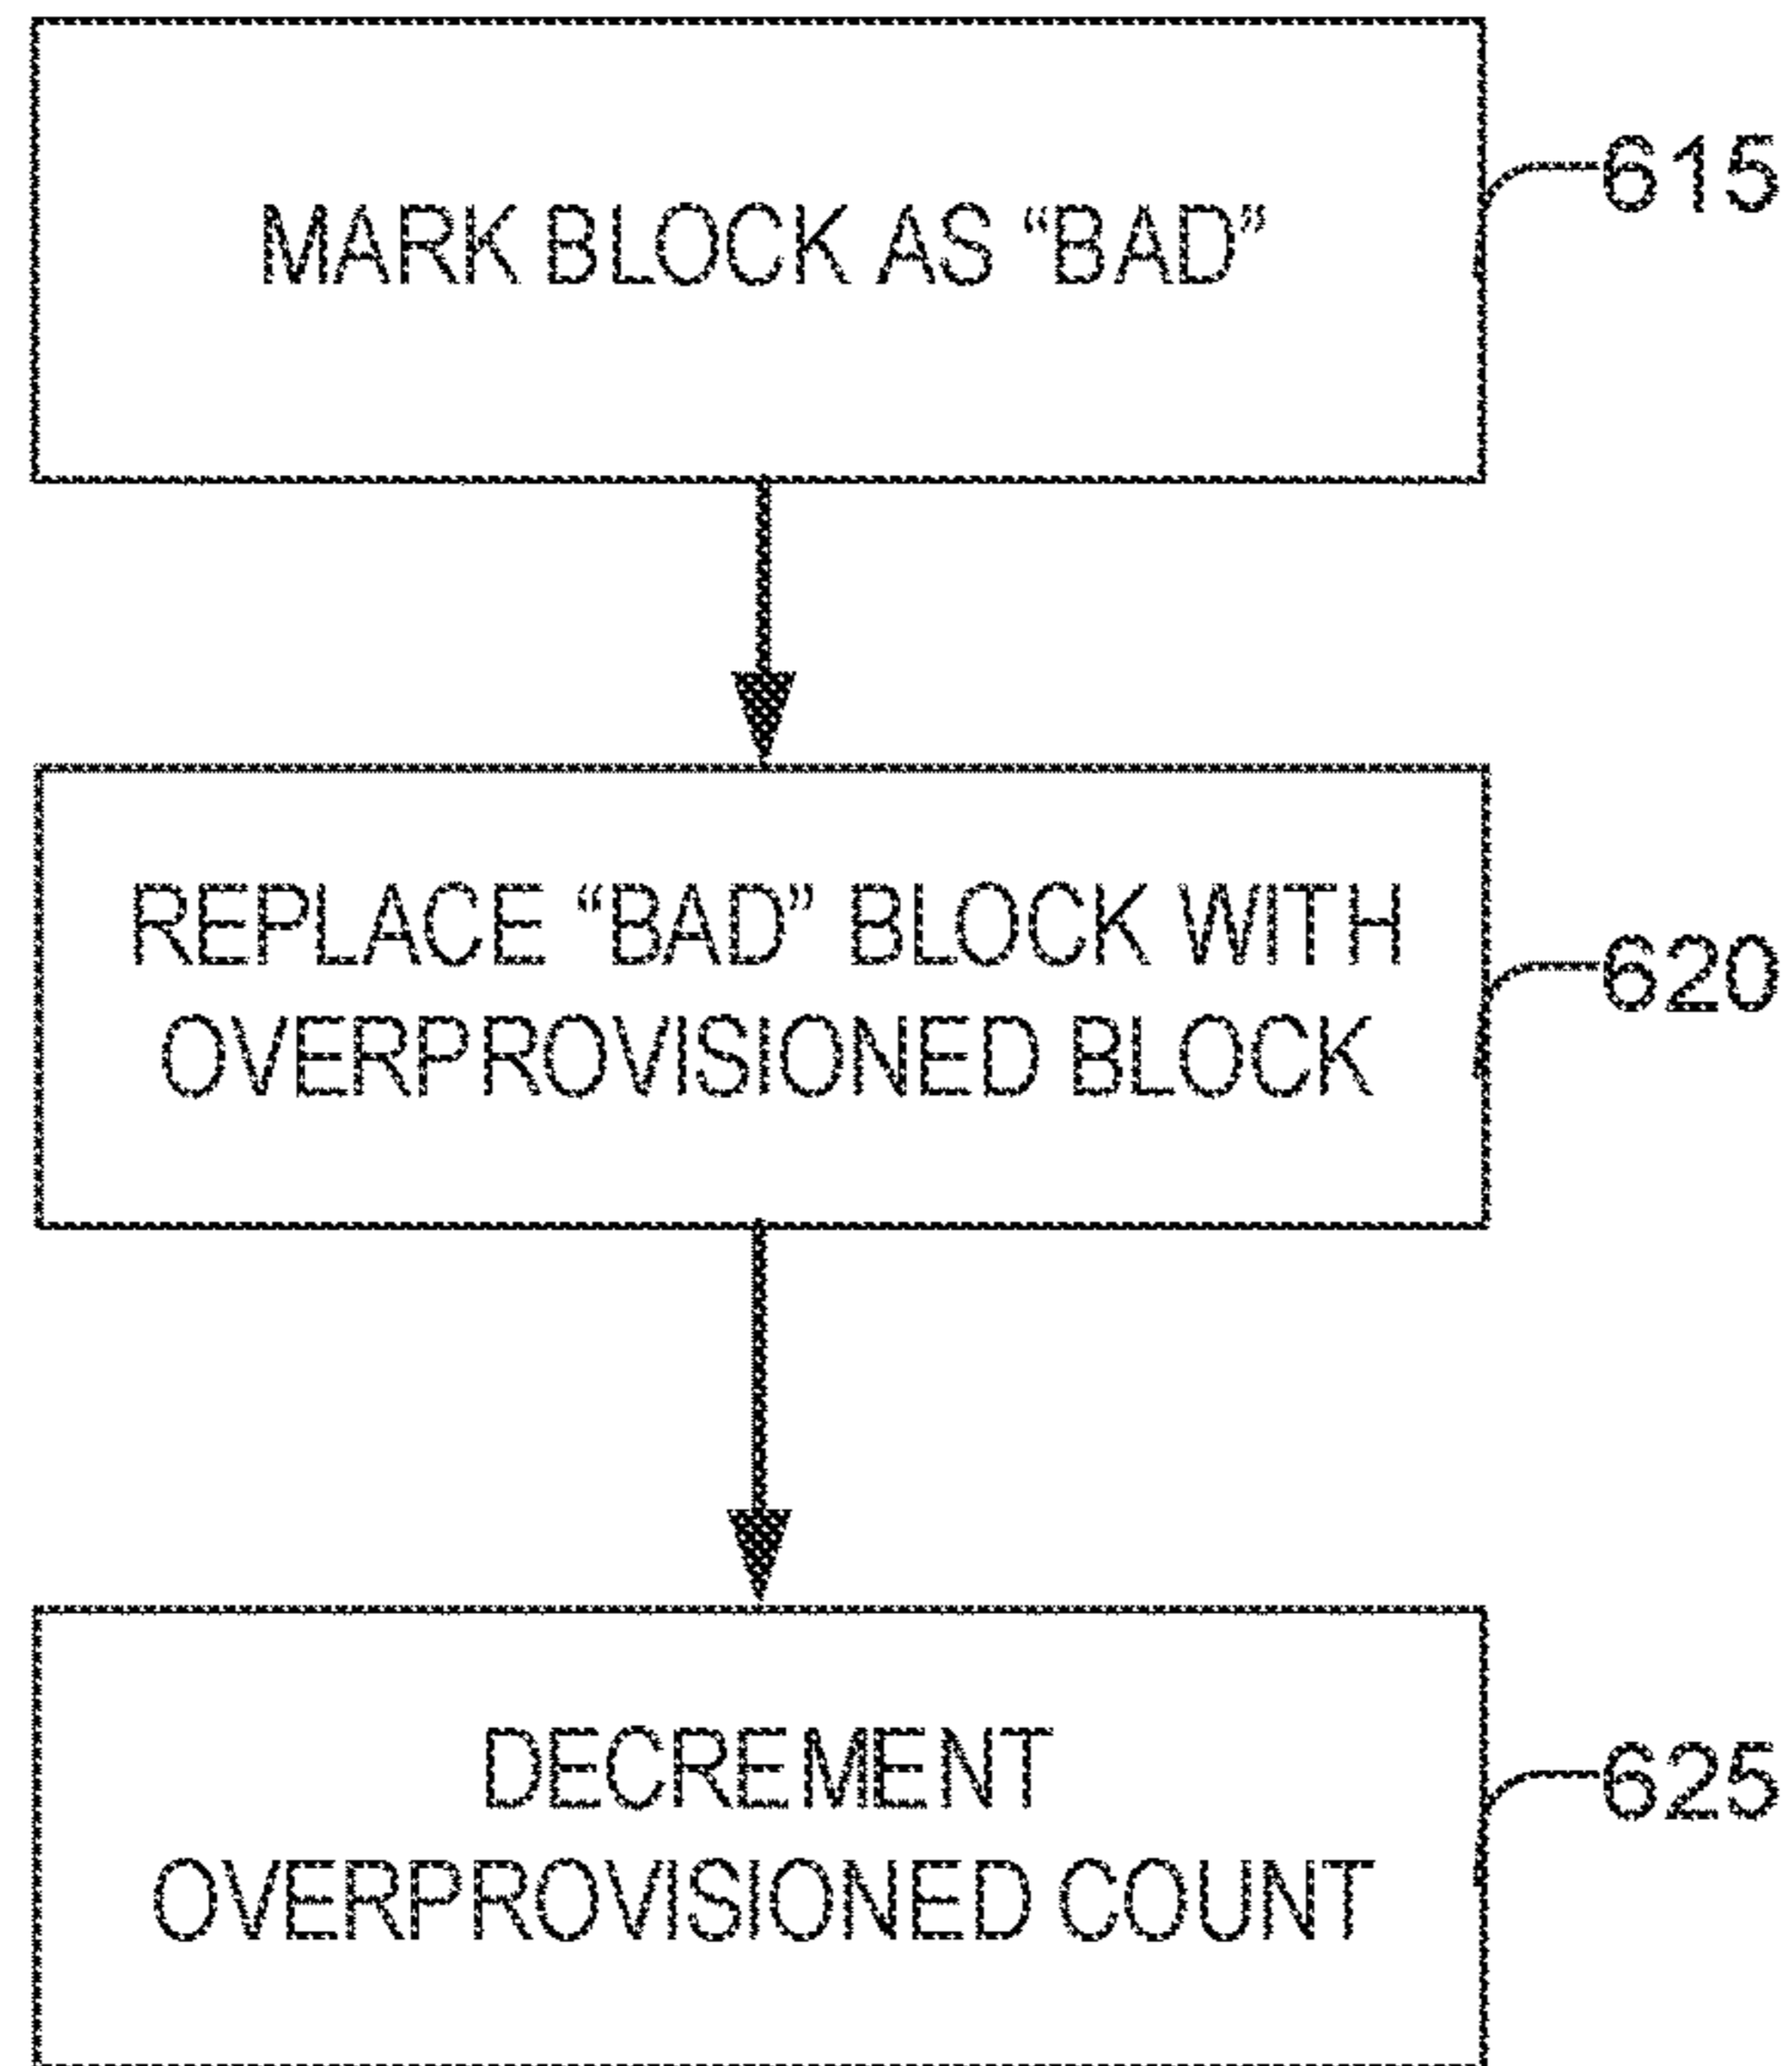 MARK BLOCK AS “BAD”
615
REPLACE “BAD” BLOCK WITH
OVERPROVISIONED BLOCK
620
DECREMENT
OVERPROVISIONED COUNT
625